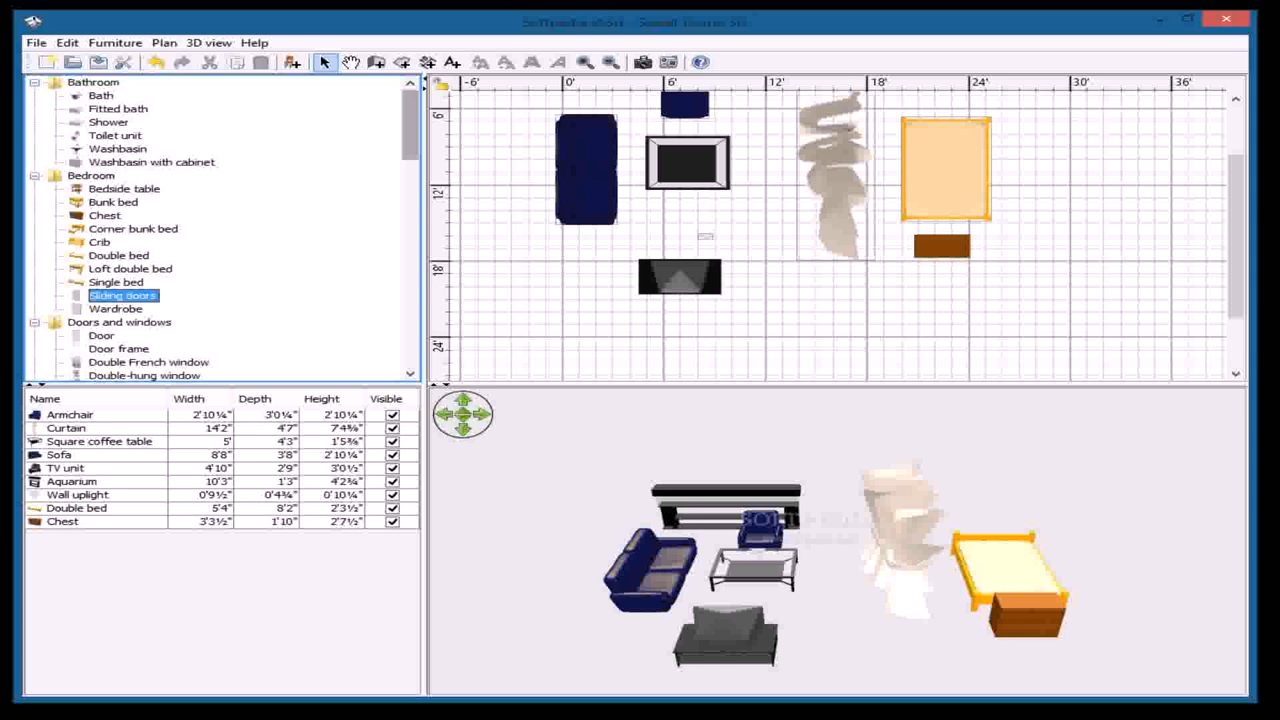 File Edit Furniture Plan 3D view Help
-6' 0' 6' 12' 18' 24' 30' 36'
6'
12'
18'
24'
Bathroom
Bath
Fitted bath
Shower
Toilet unit
Washbasin
Washbasin with cabinet
Bedroom
Bedside table
Bunk bed
Chest
Corner bunk bed
Crib
Double bed
Loft double bed
Single bed
Sliding doors
Wardrobe
Doors and windows
Door
Door frame
Double French window
Double-hung window
Name Width Depth Height Visible
Armchair 2'10¼" 3'0¼" 2'10¼"
Curtain 14'2" 4'7" 7'4⅜"
Square coffee table 5' 4'3" 1'5⅜"
Sofa 8'8" 3'8" 2'10¼"
TV unit 4'10" 2'9" 3'0½"
Aquarium 10'3" 1'3" 4'2¾"
Wall uplight 0'9½" 0'4¾" 0'10¼"
Double bed 5'4" 8'2" 2'3½"
Chest 3'3½" 1'10" 2'7½"